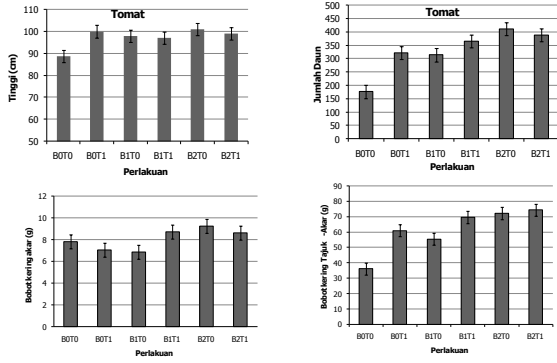 Tomat
Tinggi (cm)
110
100
90
80
70
60
50
B0T0 B0T1 B1T0 B1T1 B2T0 B2T1
Perlakuan
Tomat
Jumlah Daun
500
450
400
350
300
250
200
150
100
50
0
B0T0 B0T1 B1T0 B1T1 B2T0 B2T1
Perlakuan
Bobot kering akar (g)
12
10
8
6
4
2
0
B0T0 B0T1 B1T0 B1T1 B2T0 B2T1
Perlakuan
Bobot kering Tajuk -Akar (g)
90
80
70
60
50
40
30
20
10
0
B0T0 B0T1 B1T0 B1T1 B2T0 B2T1
Perlakuan